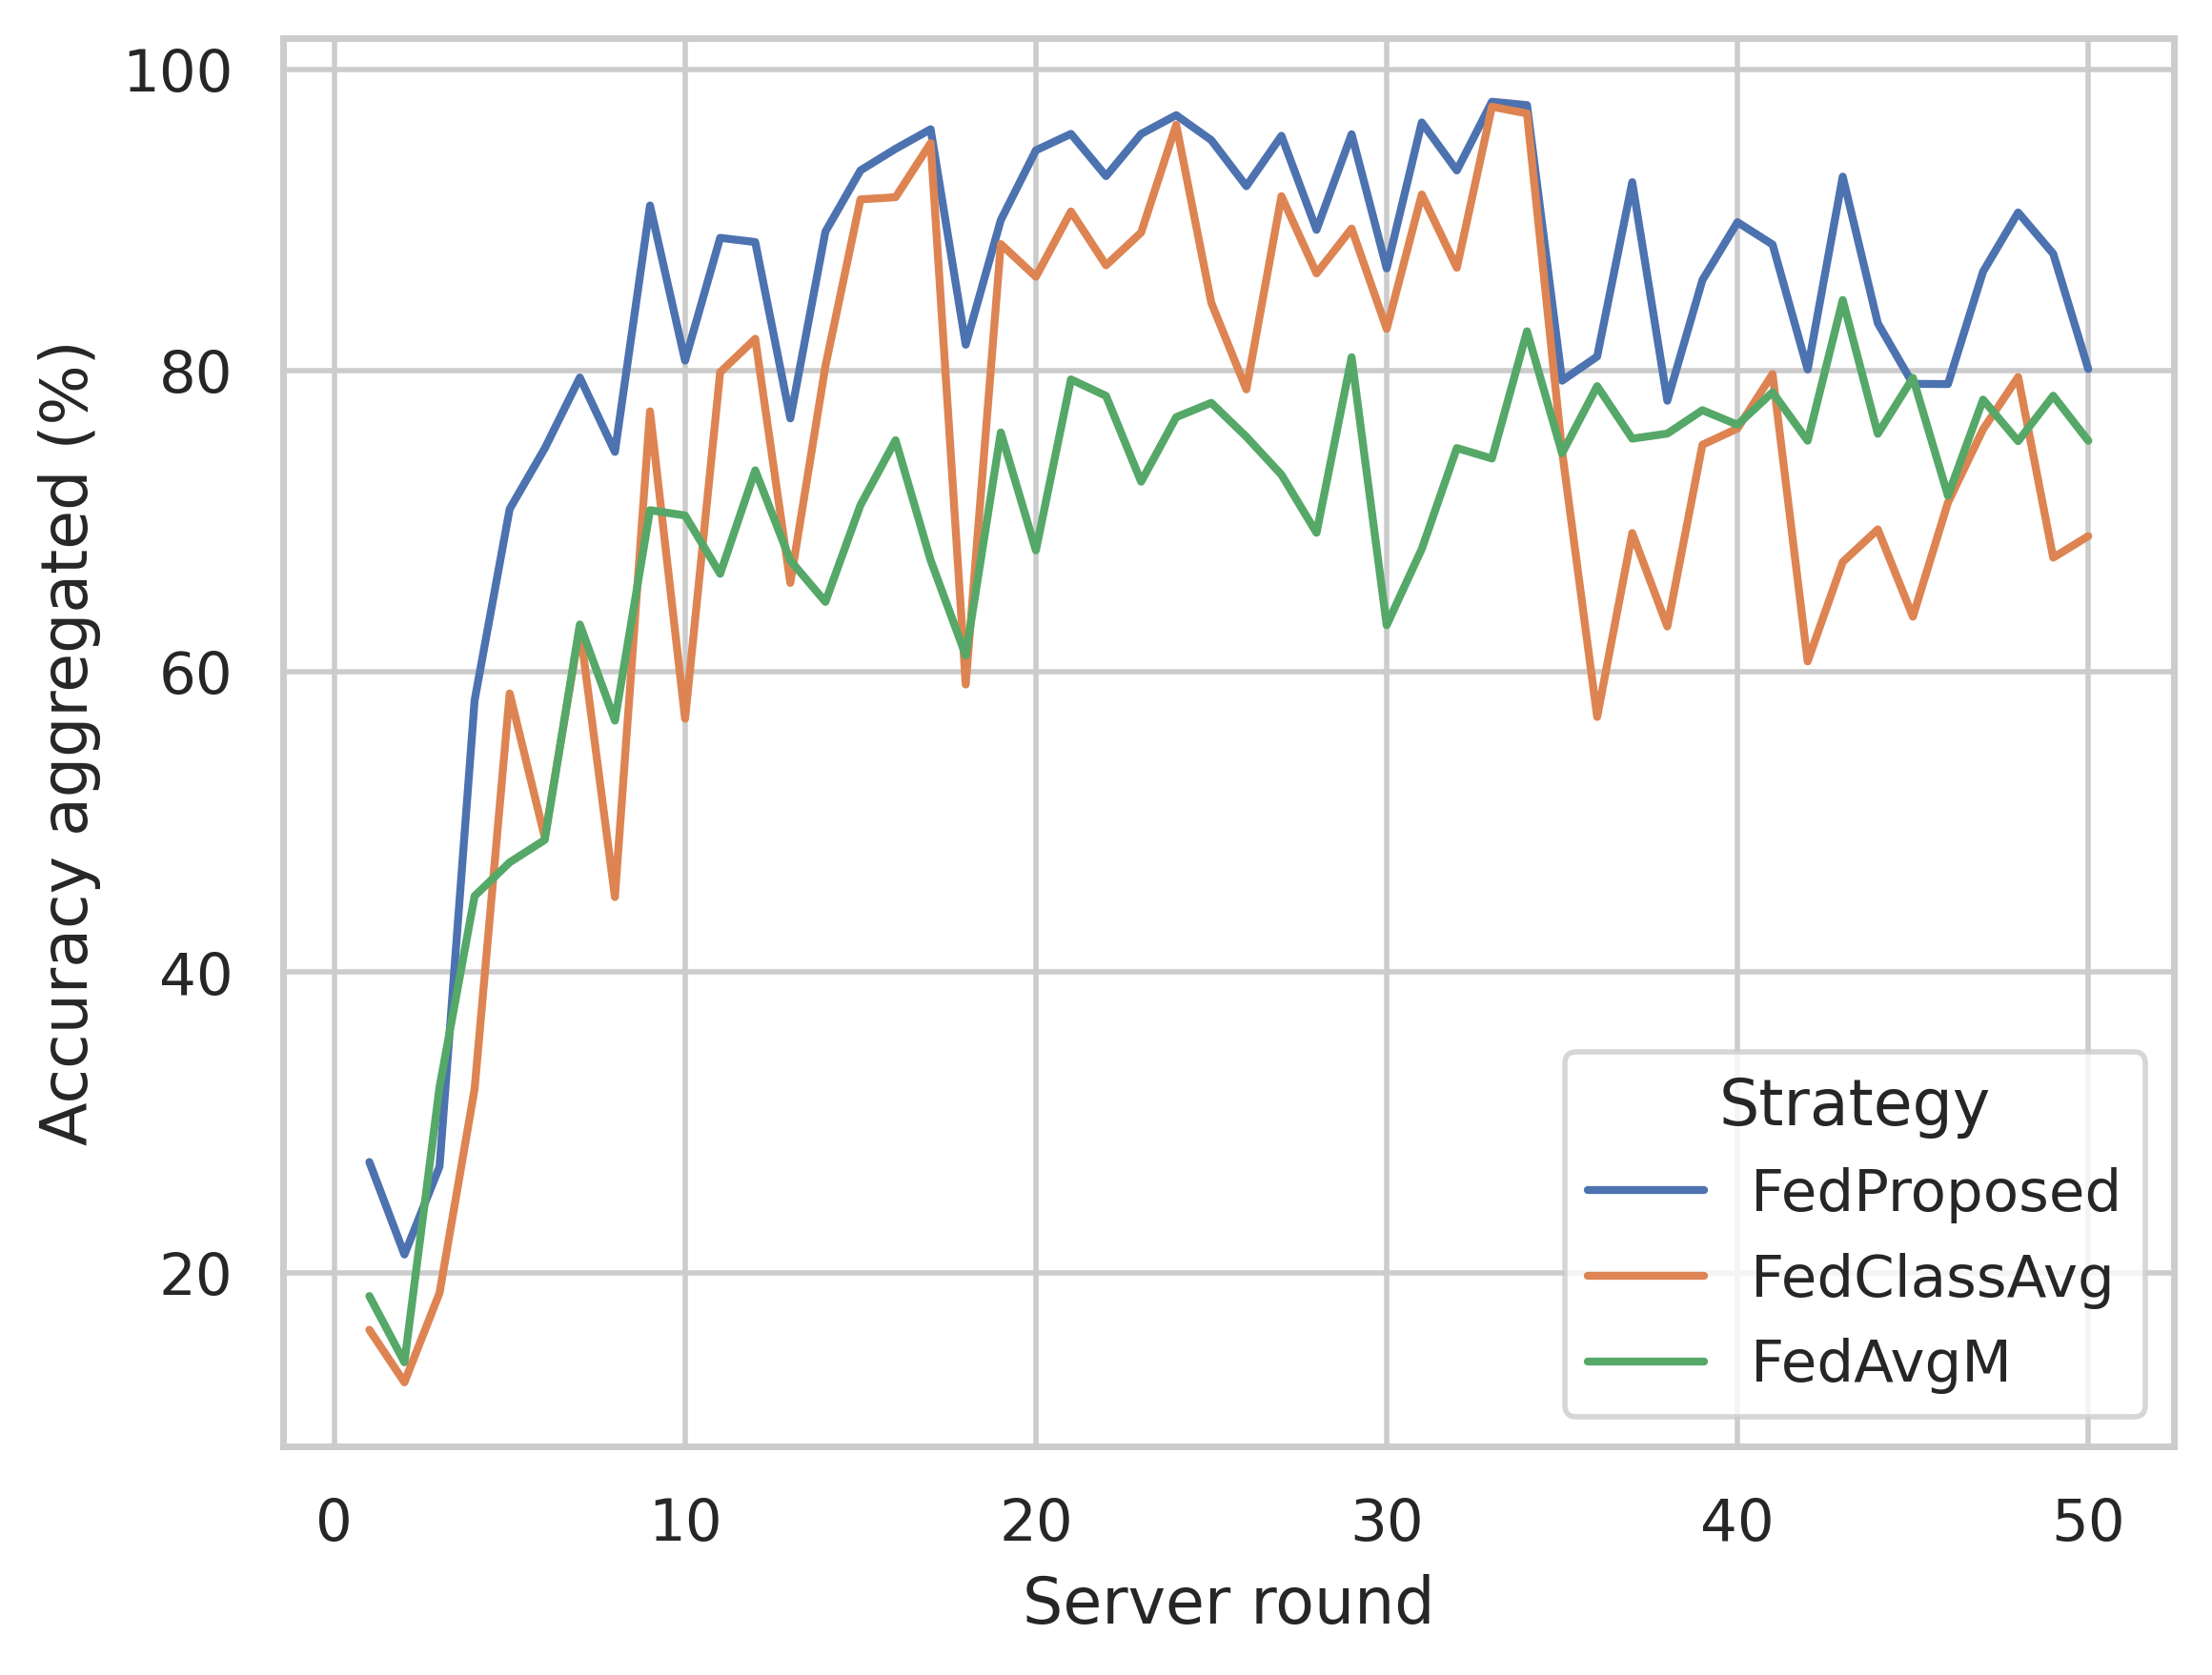 100
80
60
40
20
Accuracy aggregated (%)
0 10 20 30 40 50
Server round
Strategy
FedProposed
FedClassAvg
FedAvgM